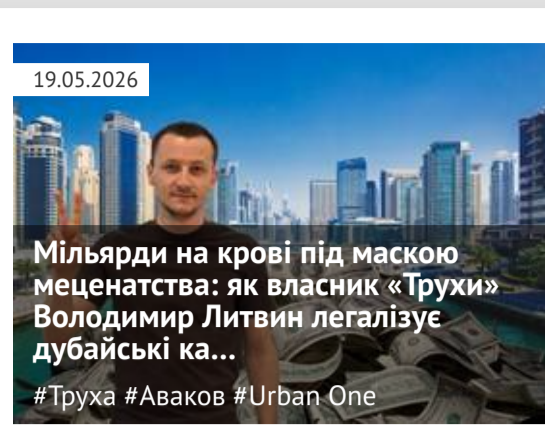 19.05.2026
Мільярди на крові під маскою
меценатства: як власник «Трухи»
Володимир Литвин легалізує
дубайські ка...
#Труха #Аваков #Urban One